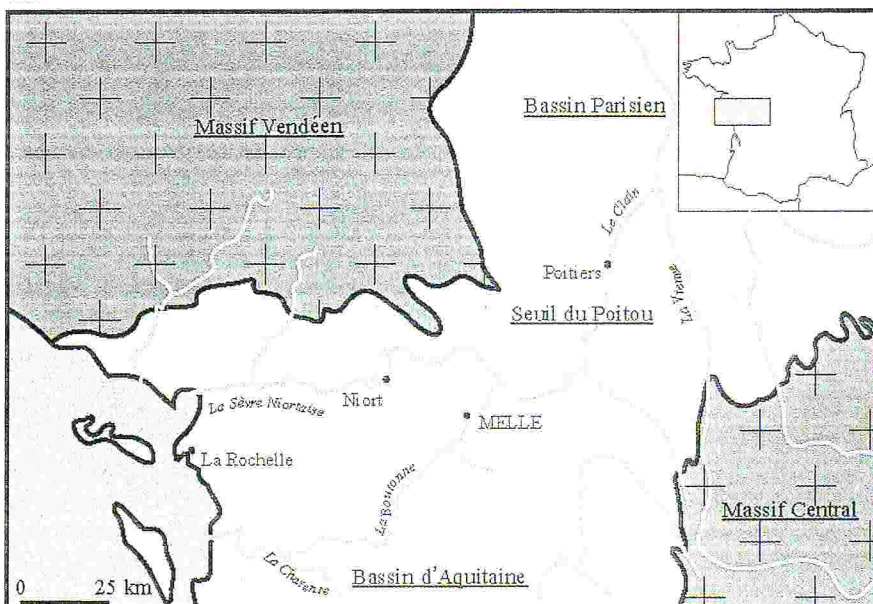 Bassin Parisien
Massif Vendéen
Le Clain
Poitiers
La Vienne
Seuil du Poitou
La Sèvre Niortaise
Niort
MELLE
La Rochelle
La Boutonne
Massif Central
La Charente
Bassin d'Aquitaine
0 25 km